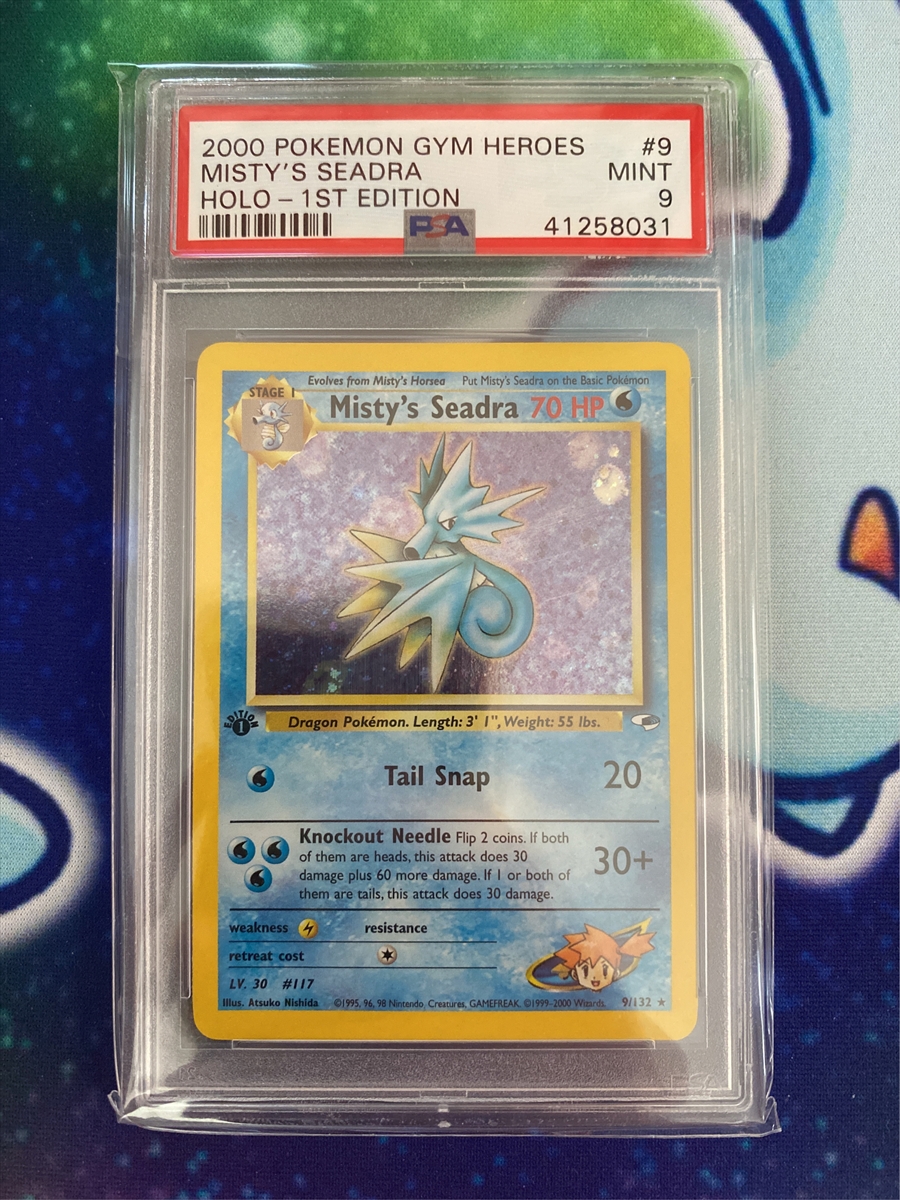 2000 POKEMON GYM HEROES #9
MISTY'S SEADRA MINT
HOLO – 1ST EDITION 9
PSA 41258031
STAGE 1
Evolves from Misty's Horsea Put Misty's Seadra on the Basic Pokémon
Misty's Seadra 70 HP
EDITION
1
Dragon Pokémon. Length: 3' 1", Weight: 55 lbs.
Tail Snap 20
Knockout Needle Flip 2 coins. If both
of them are heads, this attack does 30
damage plus 60 more damage. If 1 or both of
them are tails, this attack does 30 damage.
30+
weakness resistance
retreat cost
LV. 30 #117
Illus. Atsuko Nishida ©1995, 96, 98 Nintendo, Creatures, GAMEFREAK. ©1999-2000 Wizards. 9/132 ★
PSA